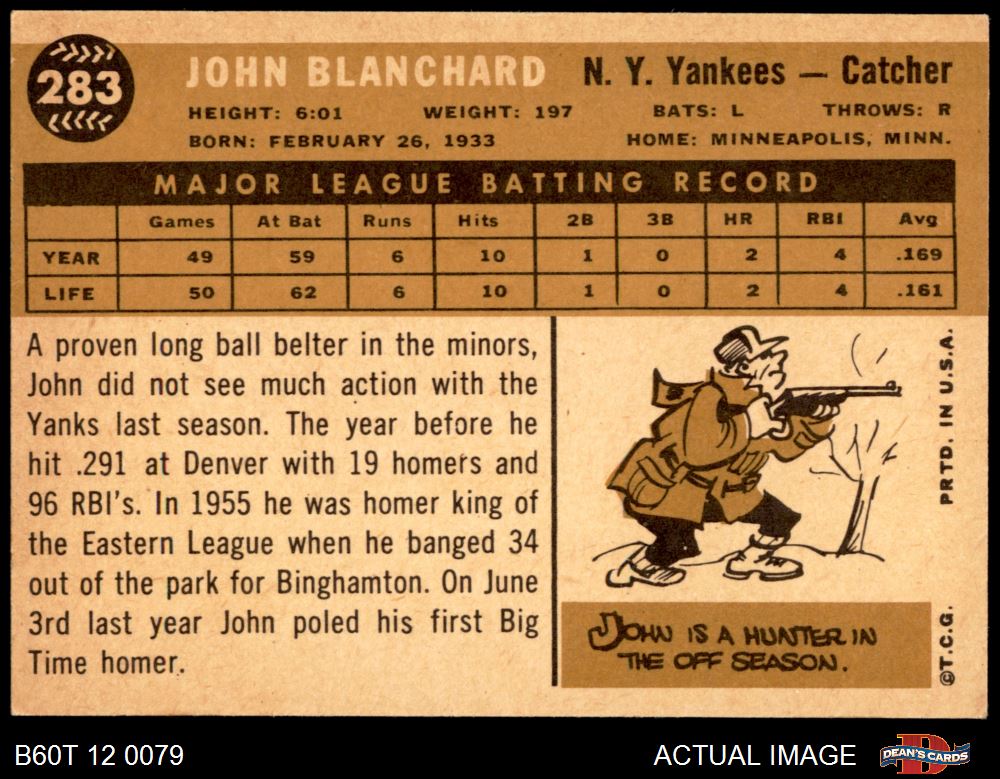 283
JOHN BLANCHARD N. Y. Yankees — Catcher
HEIGHT: 6:01 WEIGHT: 197 BATS: L THROWS: R
BORN: FEBRUARY 26, 1933 HOME: MINNEAPOLIS, MINN.
MAJOR LEAGUE BATTING RECORD
Games At Bat Runs Hits 2B 3B HR RBI Avg
YEAR 49 59 6 10 1 0 2 4 .169
LIFE 50 62 6 10 1 0 2 4 .161
A proven long ball belter in the minors,
John did not see much action with the
Yanks last season. The year before he
hit .291 at Denver with 19 homers and
96 RBI's. In 1955 he was homer king of
the Eastern League when he banged 34
out of the park for Binghamton. On June
3rd last year John poled his first Big
Time homer.
JOHN IS A HUNTER IN
THE OFF SEASON.
©T.C.G. PRTD. IN U.S.A.
B60T 12 0079 ACTUAL IMAGE DEAN'S CARDS